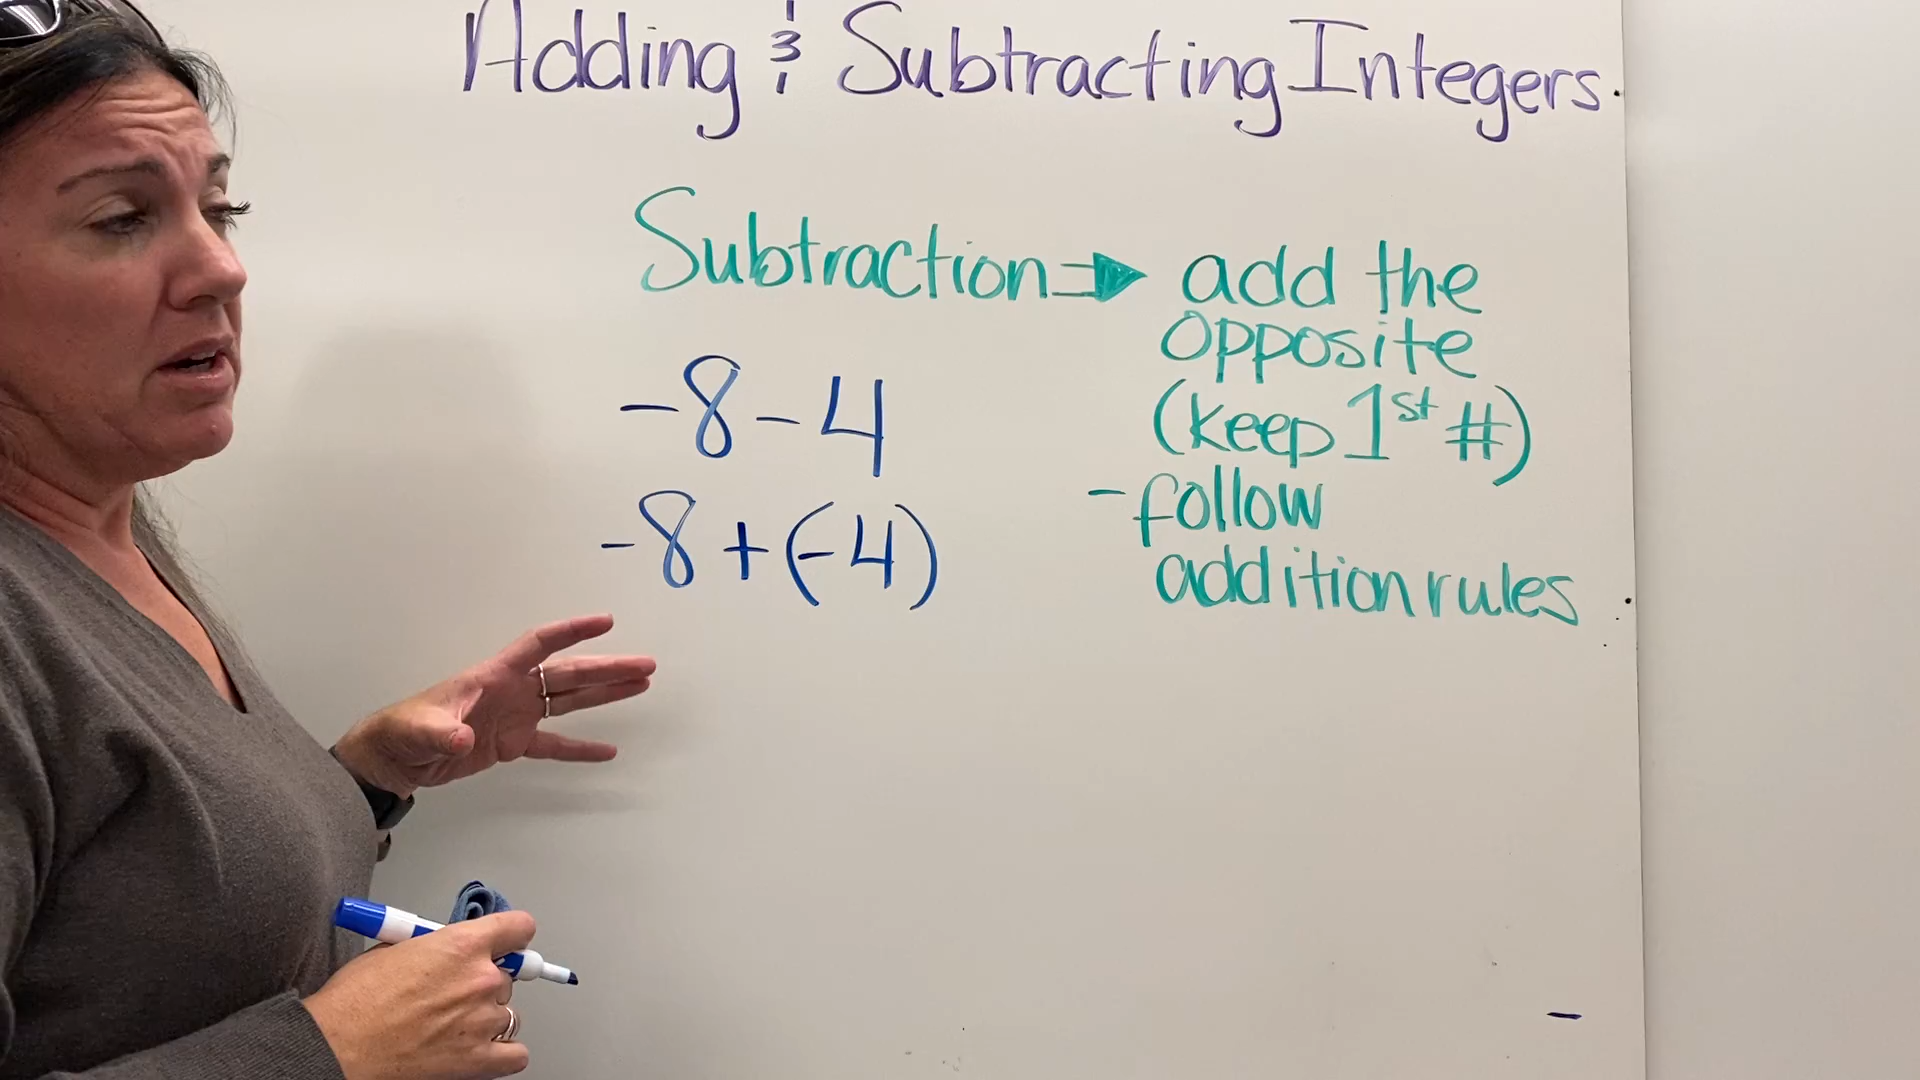 Adding & Subtracting Integers
Subtraction ⇒ add the
opposite
(keep 1st #)
-8-4
-follow
-8+(-4)
addition rules